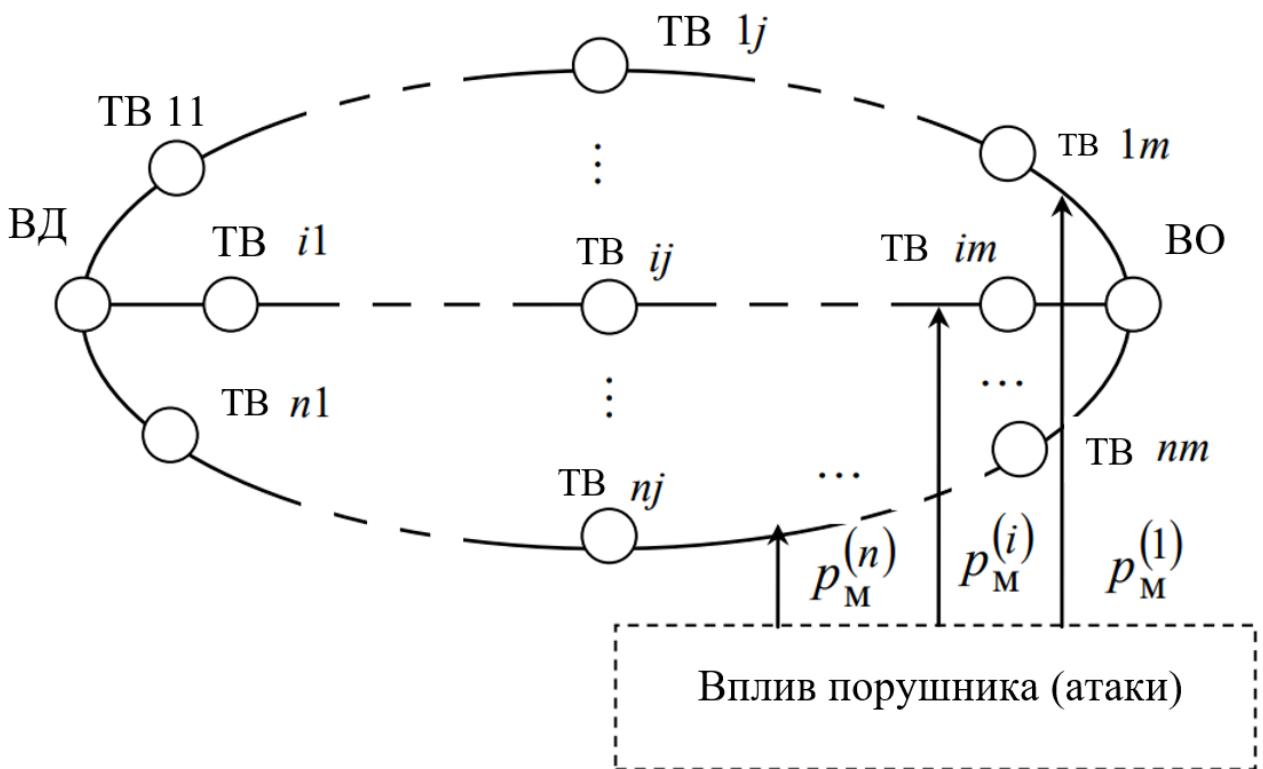 ТВ 1j
ТВ 11
ТВ 1m
ВД
ТВ i1
ТВ ij
ТВ im
ВО
ТВ n1
ТВ nj
ТВ nm
p_м^(n)
p_м^(i)
p_м^(1)
Вплив порушника (атаки)